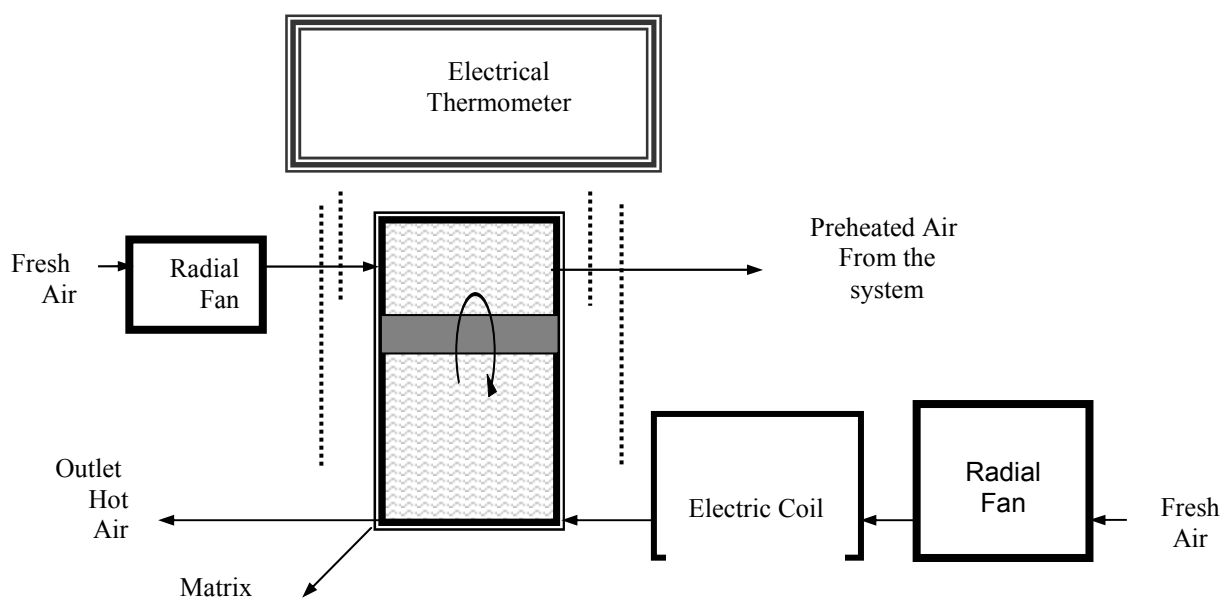 Electrical
Thermometer
Fresh
Air
Radial
Fan
Preheated Air
From the
system
Outlet
Hot
Air
Electric Coil
Radial
Fan
Fresh
Air
Matrix